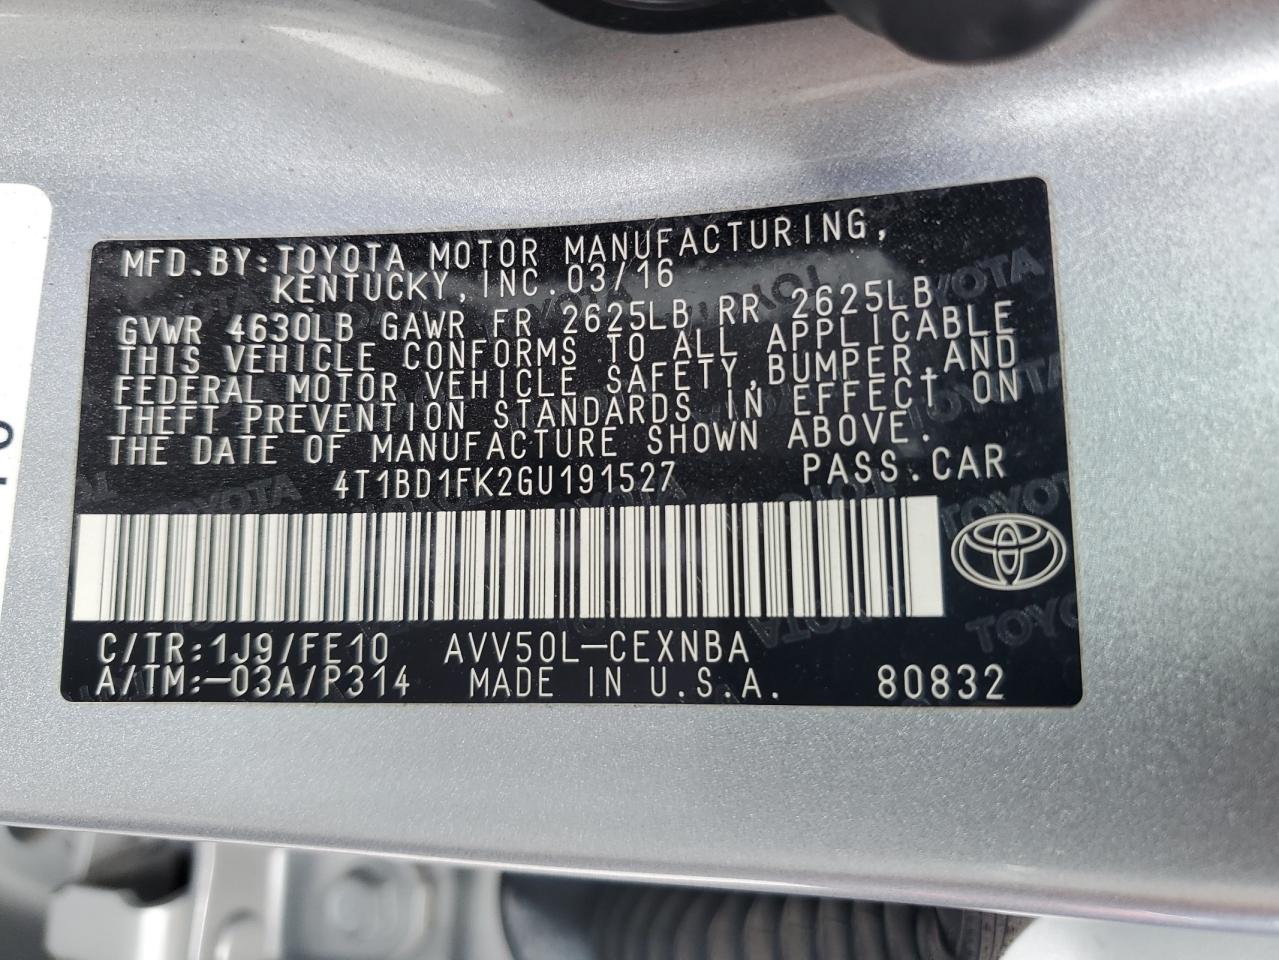 MFD.BY:TOYOTA MOTOR MANUFACTURING,
KENTUCKY, INC. 03/16
GVWR 4630LB GAWR FR 2625LB RR 2625LB
THIS VEHICLE CONFORMS TO ALL APPLICABLE
FEDERAL MOTOR VEHICLE SAFETY,BUMPER,AND
THEFT PREVENTION STANDARDS IN EFFECT ON
THE DATE OF MANUFACTURE SHOWN ABOVE.
4T1BD1FK2GU191527 PASS.CAR
C/TR:1J9/FE10 AVV50L-CEXNBA
A/TM:-03A/P314 MADE IN U.S.A. 80832